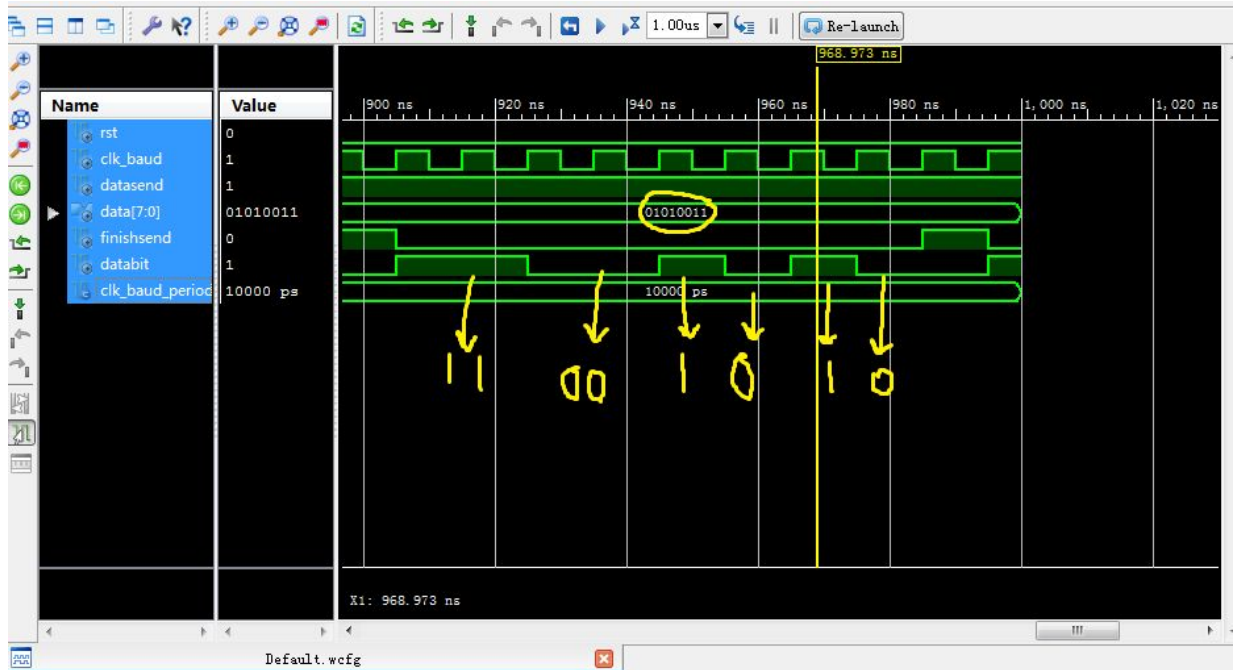 1.00us
Re-launch
968.973 ns
Name
Value
900 ns
920 ns
940 ns
960 ns
980 ns
1,000 ns
1,020 ns
rst
0
clk_baud
1
datasend
1
data[7:0]
01010011
01010011
finishsend
0
databit
1
clk_baud_period
10000 ps
10000 ps
11
00
1
0
1
0
X1: 968.973 ns
Default.wcfg